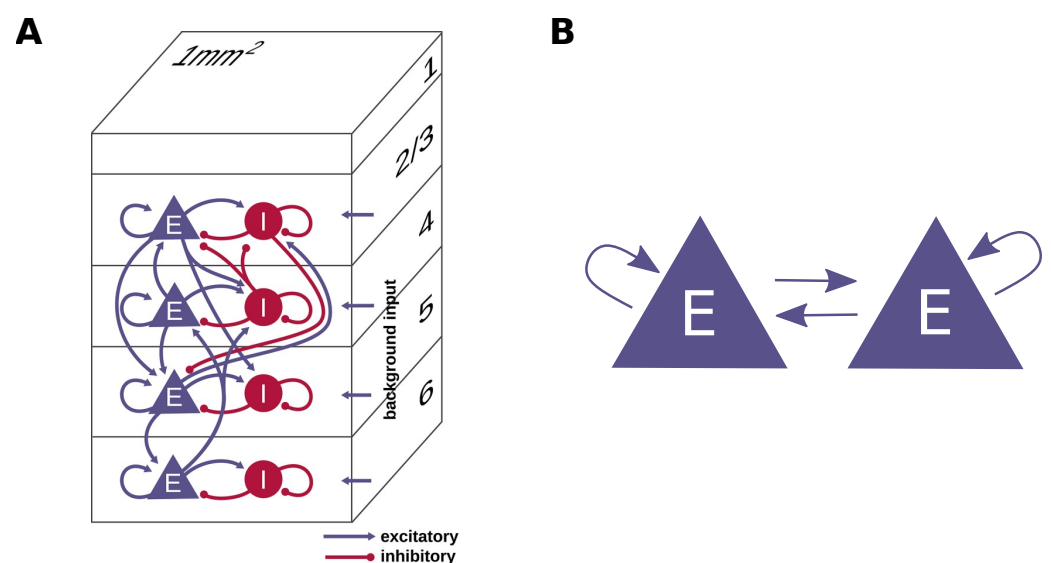 A
B
1mm²
1
2/3
4
5
6
E I
E I
E I
E I
background input
excitatory
inhibitory
E E